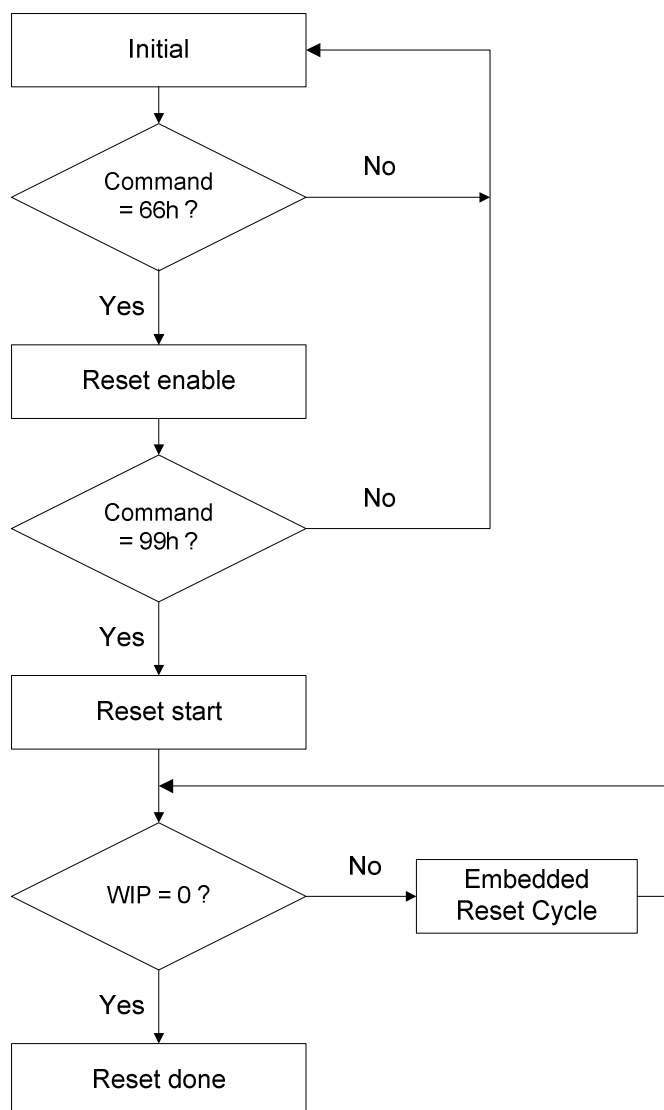 Initial
Command
= 66h ?
No
Yes
Reset enable
Command
= 99h ?
No
Yes
Reset start
WIP = 0 ?
No
Embedded
Reset Cycle
Yes
Reset done